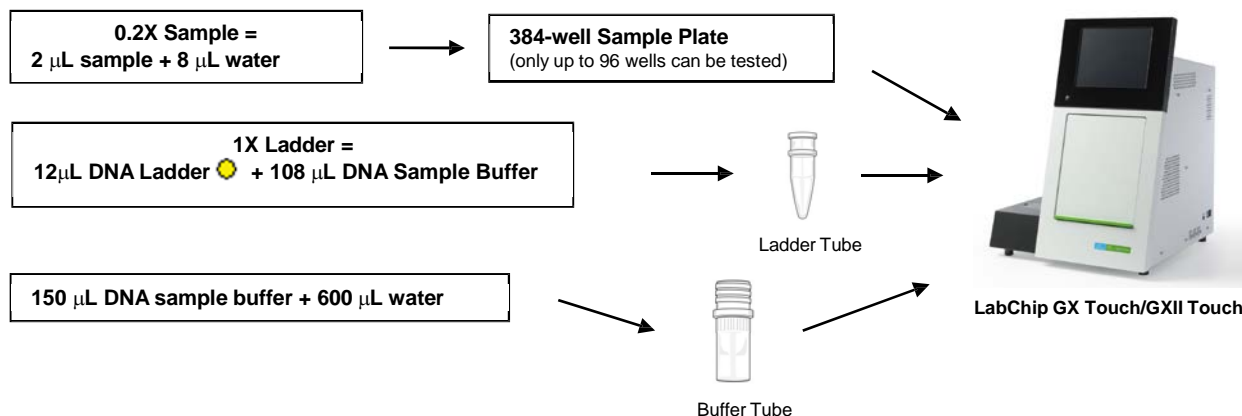 0.2X Sample =
2 μL sample + 8 μL water
384-well Sample Plate
(only up to 96 wells can be tested)
1X Ladder =
12μL DNA Ladder + 108 μL DNA Sample Buffer
Ladder Tube
150 μL DNA sample buffer + 600 μL water
Buffer Tube
LabChip GX Touch/GXII Touch